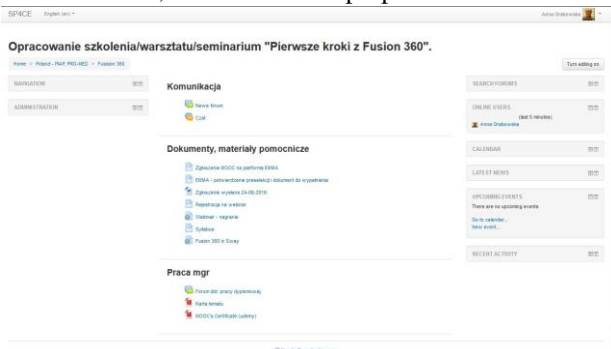 SP4CE English (en)
Anna Grabowska
Opracowanie szkolenia/warsztatu/seminarium "Pierwsze kroki z Fusion 360".
Home > Poland - PIAP, PRO-MED > Fusion 360
Turn editing on
NAVIGATION
ADMINISTRATION
Komunikacja
News forum
Czat
Dokumenty, materiały pomocnicze
Zgłoszenie MOOC na platformę EMMA
EMMA - potwierdzenie preselekcji i dokument do wypełnienia
Zgłoszenie wysłane 24-06-2016
Rejestracja na webinar
Webinar - nagranie
Syllabus
Fusion 360 in Sway
Praca mgr
Forum dot. pracy dyplomowej
Karta tematu
MOOC's Certificate (udemy)
SEARCH FORUMS
ONLINE USERS
(last 5 minutes)
Anna Grabowska
CALENDAR
LATEST NEWS
UPCOMING EVENTS
There are no upcoming events
Go to calendar...
New event...
RECENT ACTIVITY